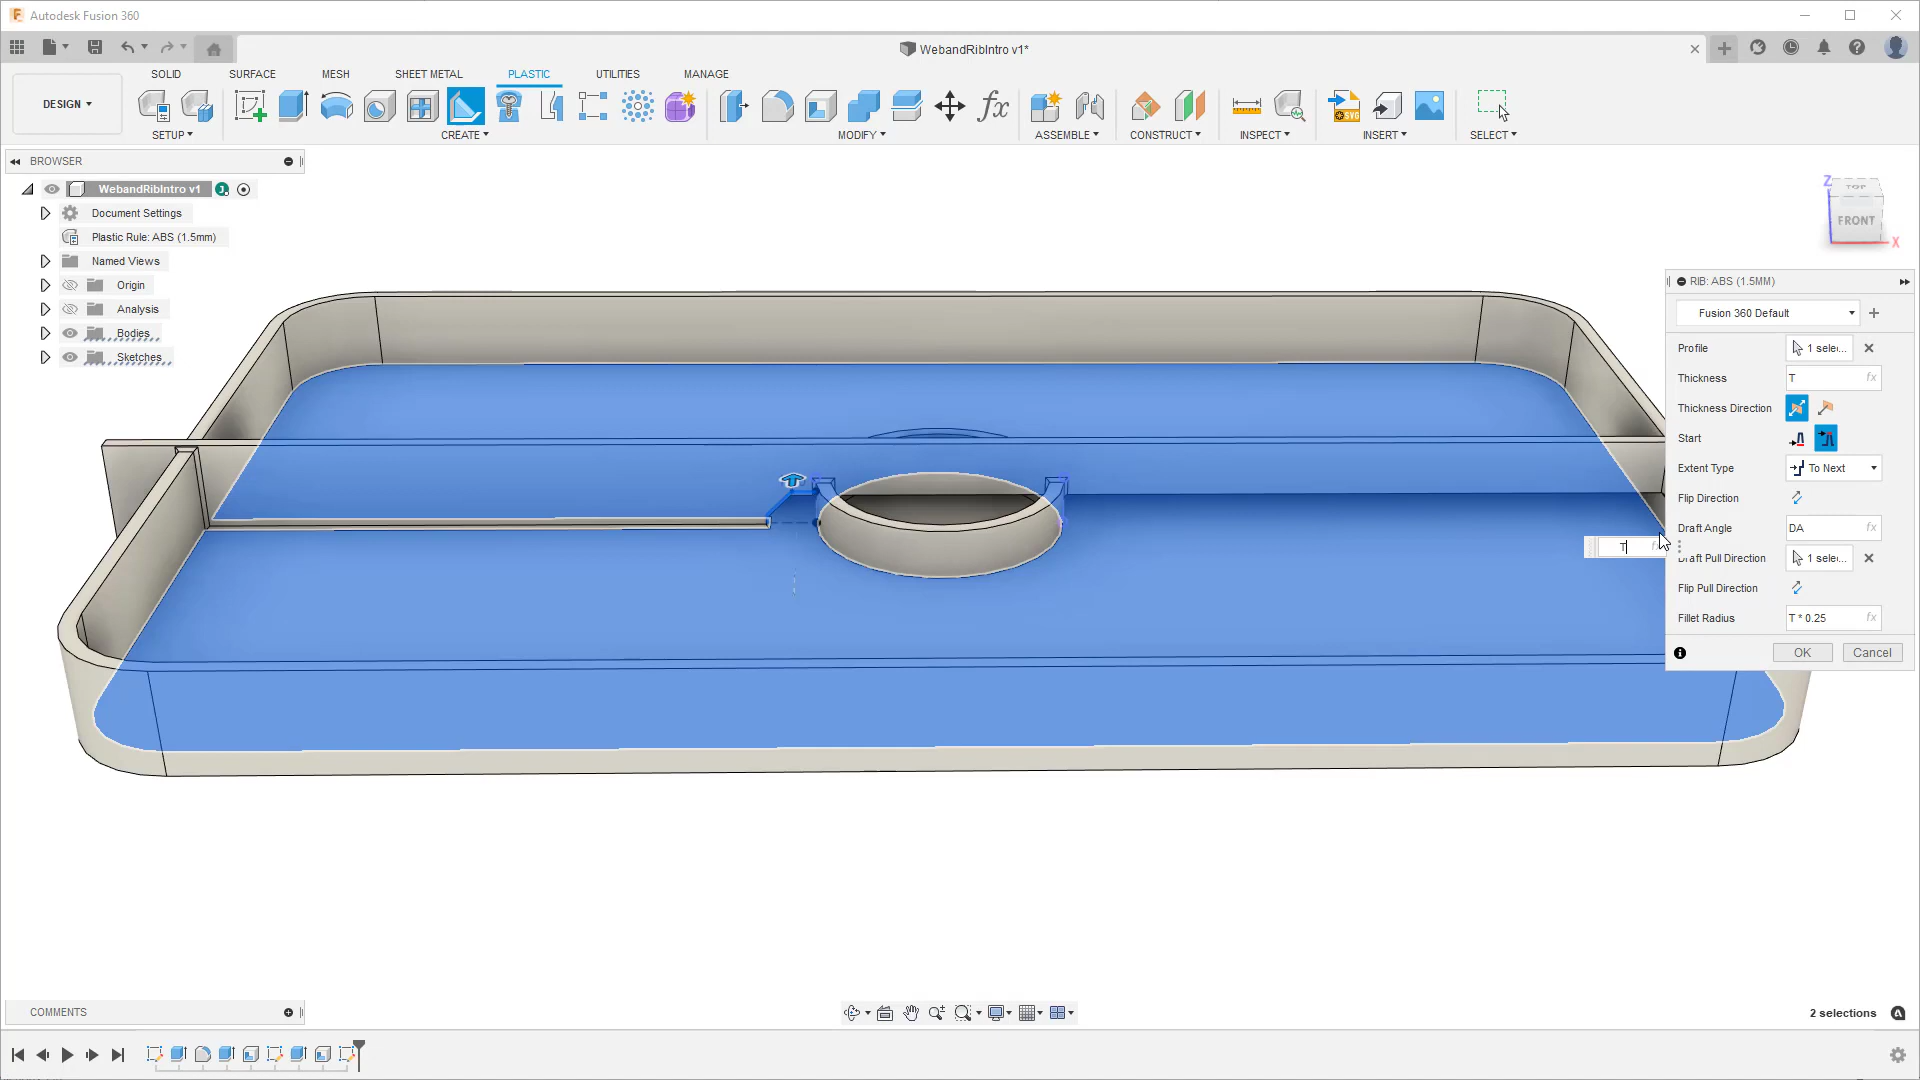 Autodesk Fusion 360
WebandRibIntro v1*
DESIGN
SOLID
SURFACE
MESH
SHEET METAL
PLASTIC
UTILITIES
MANAGE
SETUP
CREATE
MODIFY
ASSEMBLE
CONSTRUCT
INSPECT
INSERT
SELECT
SVG
BROWSER
WebandRibIntro v1
J
Document Settings
Plastic Rule: ABS (1.5mm)
Named Views
Origin
Analysis
Bodies
Sketches
Z
TOP
FRONT
X
RIB: ABS (1.5MM)
Fusion 360 Default
Profile
1 selec...
Thickness
T
fx
Thickness Direction
Start
Extent Type
To Next
Flip Direction
Draft Angle
DA
fx
T
Draft Pull Direction
1 selec...
Flip Pull Direction
Fillet Radius
T * 0.25
fx
OK
Cancel
COMMENTS
2 selections